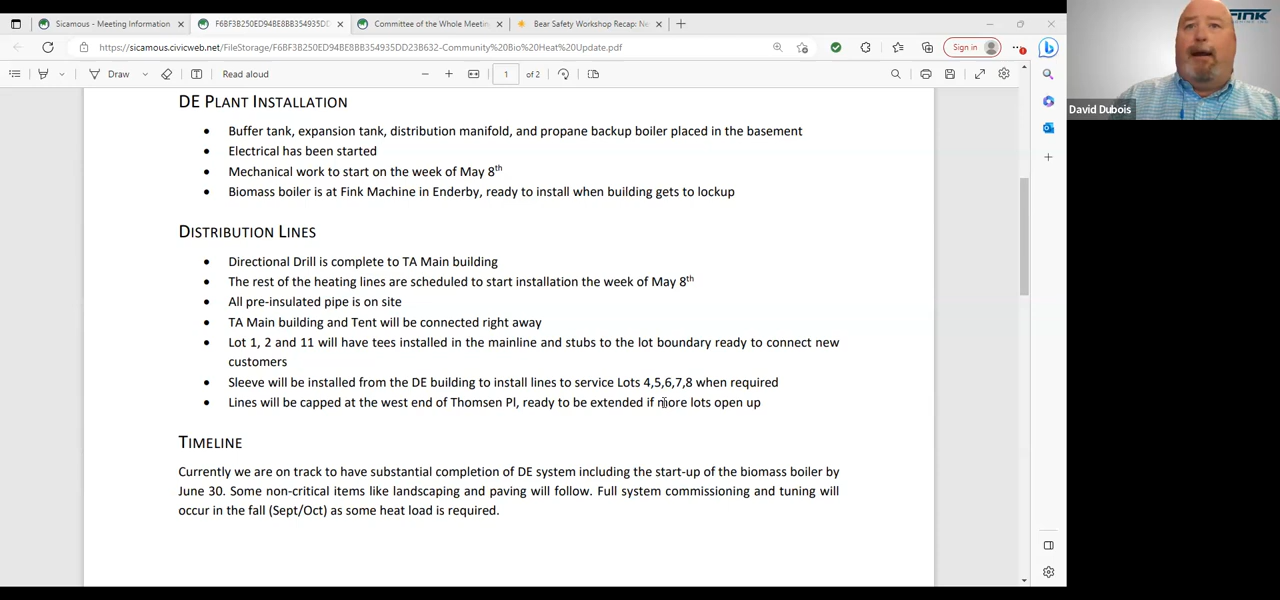 Sicamous - Meeting Information
F6BF3B250ED94BE8BB354935DD
Committee of the Whole Meetin
Bear Safety Workshop Recap: Ne
https://sicamous.civicweb.net/FileStorage/F6BF3B250ED94BE8BB354935DD23B632-Community%20Bio%20Heat%20Update.pdf
Sign in
Draw
Read aloud
1 of 2
DE PLANT INSTALLATION
• Buffer tank, expansion tank, distribution manifold, and propane backup boiler placed in the basement
• Electrical has been started
• Mechanical work to start on the week of May 8th
• Biomass boiler is at Fink Machine in Enderby, ready to install when building gets to lockup
DISTRIBUTION LINES
• Directional Drill is complete to TA Main building
• The rest of the heating lines are scheduled to start installation the week of May 8th
• All pre-insulated pipe is on site
• TA Main building and Tent will be connected right away
• Lot 1, 2 and 11 will have tees installed in the mainline and stubs to the lot boundary ready to connect new
customers
• Sleeve will be installed from the DE building to install lines to service Lots 4,5,6,7,8 when required
• Lines will be capped at the west end of Thomsen Pl, ready to be extended if more lots open up
TIMELINE
Currently we are on track to have substantial completion of DE system including the start-up of the biomass boiler by
June 30. Some non-critical items like landscaping and paving will follow. Full system commissioning and tuning will
occur in the fall (Sept/Oct) as some heat load is required.
FINK
David Dubois